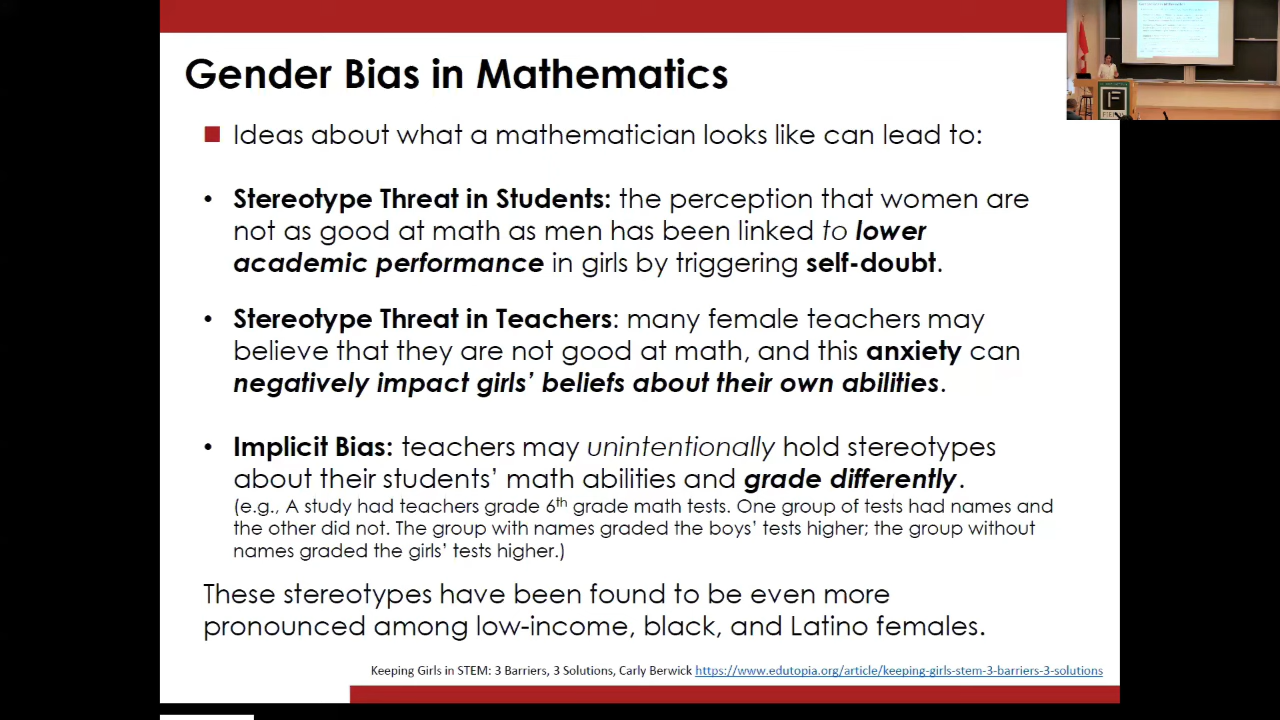 Gender Bias in Mathematics
■ Ideas about what a mathematician looks like can lead to:
• Stereotype Threat in Students: the perception that women are
not as good at math as men has been linked to lower
academic performance in girls by triggering self-doubt.
• Stereotype Threat in Teachers: many female teachers may
believe that they are not good at math, and this anxiety can
negatively impact girls’ beliefs about their own abilities.
• Implicit Bias: teachers may unintentionally hold stereotypes
about their students’ math abilities and grade differently.
(e.g., A study had teachers grade 6th grade math tests. One group of tests had names and
the other did not. The group with names graded the boys’ tests higher; the group without
names graded the girls’ tests higher.)
These stereotypes have been found to be even more
pronounced among low-income, black, and Latino females.
Keeping Girls in STEM: 3 Barriers, 3 Solutions, Carly Berwick https://www.edutopia.org/article/keeping-girls-stem-3-barriers-3-solutions